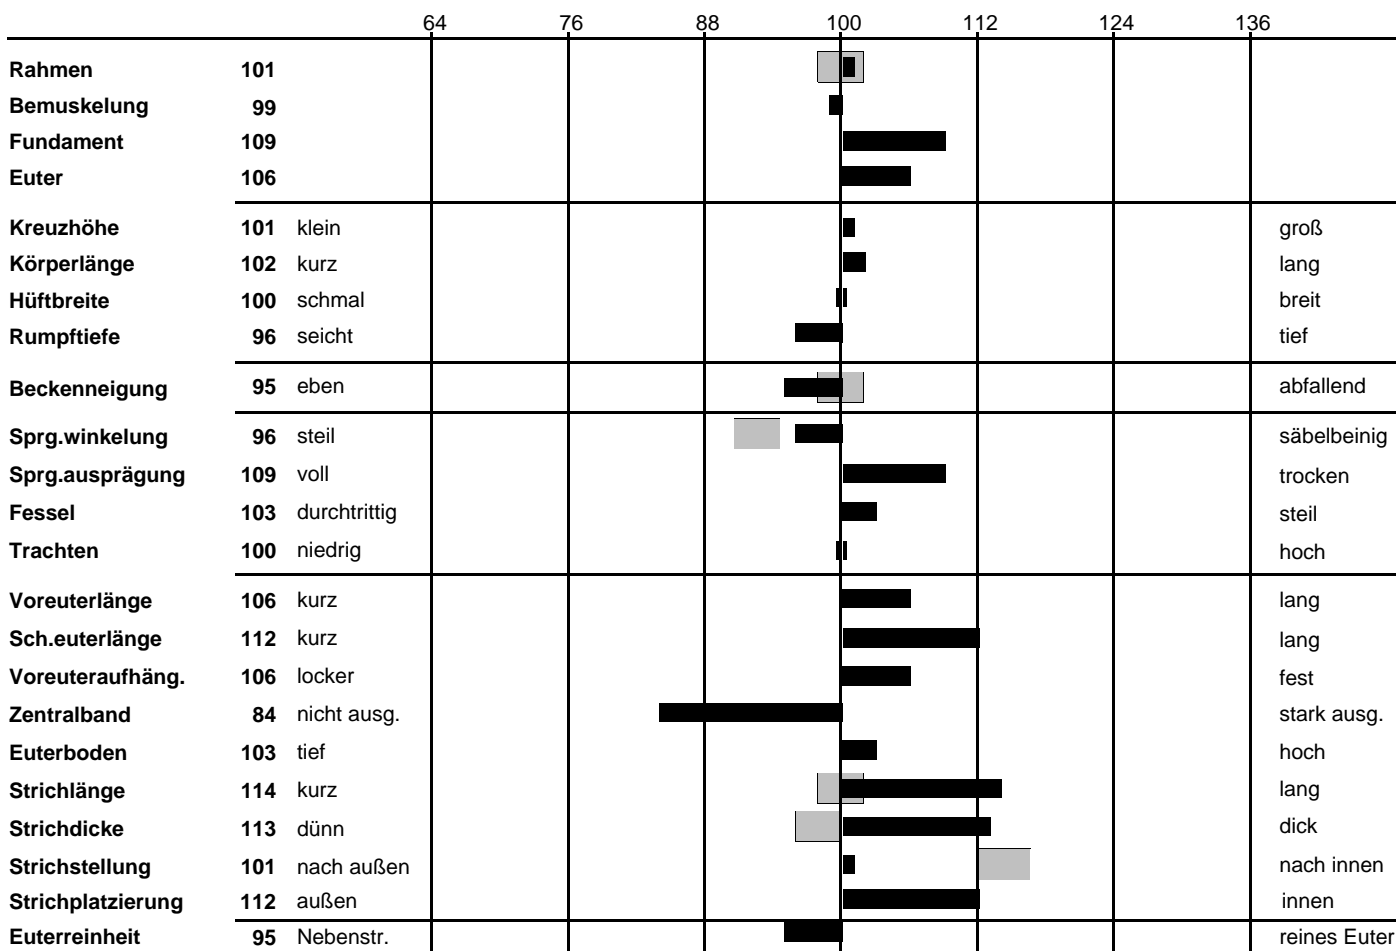 64 76 88 100 112 124 136
Rahmen 101
Bemuskelung 99
Fundament 109
Euter 106
Kreuzhöhe 101 klein groß
Körperlänge 102 kurz lang
Hüftbreite 100 schmal breit
Rumpftiefe 96 seicht tief
Beckenneigung 95 eben abfallend
Sprg.winkelung 96 steil säbelbeinig
Sprg.ausprägung 109 voll trocken
Fessel 103 durchtrittig steil
Trachten 100 niedrig hoch
Voreuterlänge 106 kurz lang
Sch.euterlänge 112 kurz lang
Voreuteraufhäng. 106 locker fest
Zentralband 84 nicht ausg. stark ausg.
Euterboden 103 tief hoch
Strichlänge 114 kurz lang
Strichdicke 113 dünn dick
Strichstellung 101 nach außen nach innen
Strichplatzierung 112 außen innen
Euterreinheit 95 Nebenstr. reines Euter